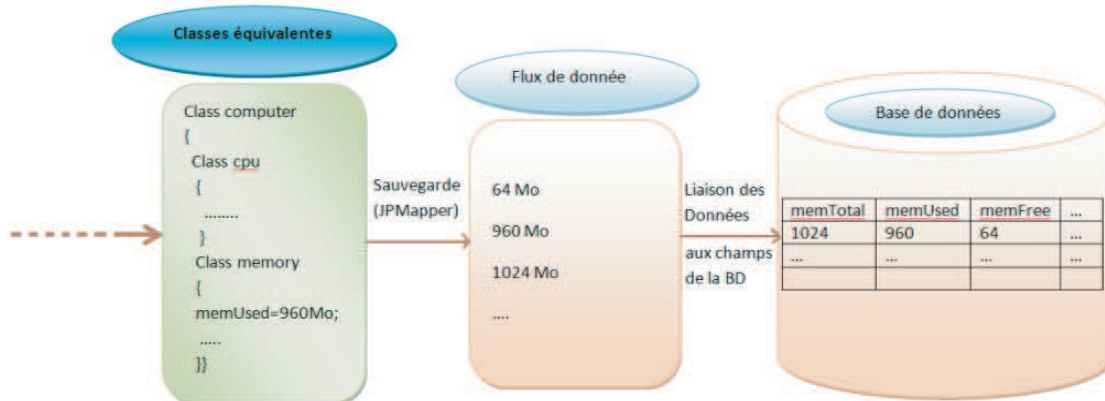 Classes équivalentes
Class computer
{
Class cpu
{
........
}
Class memory
{
memUsed=960Mo;
.....
}}
Sauvegarde
(JPMapper)
Flux de donnée
64 Mo
960 Mo
1024 Mo
....
Liaison des
Données
aux champs
de la BD
Base de données
memTotal memUsed memFree ...
1024 960 64 ...
... ... ... ...